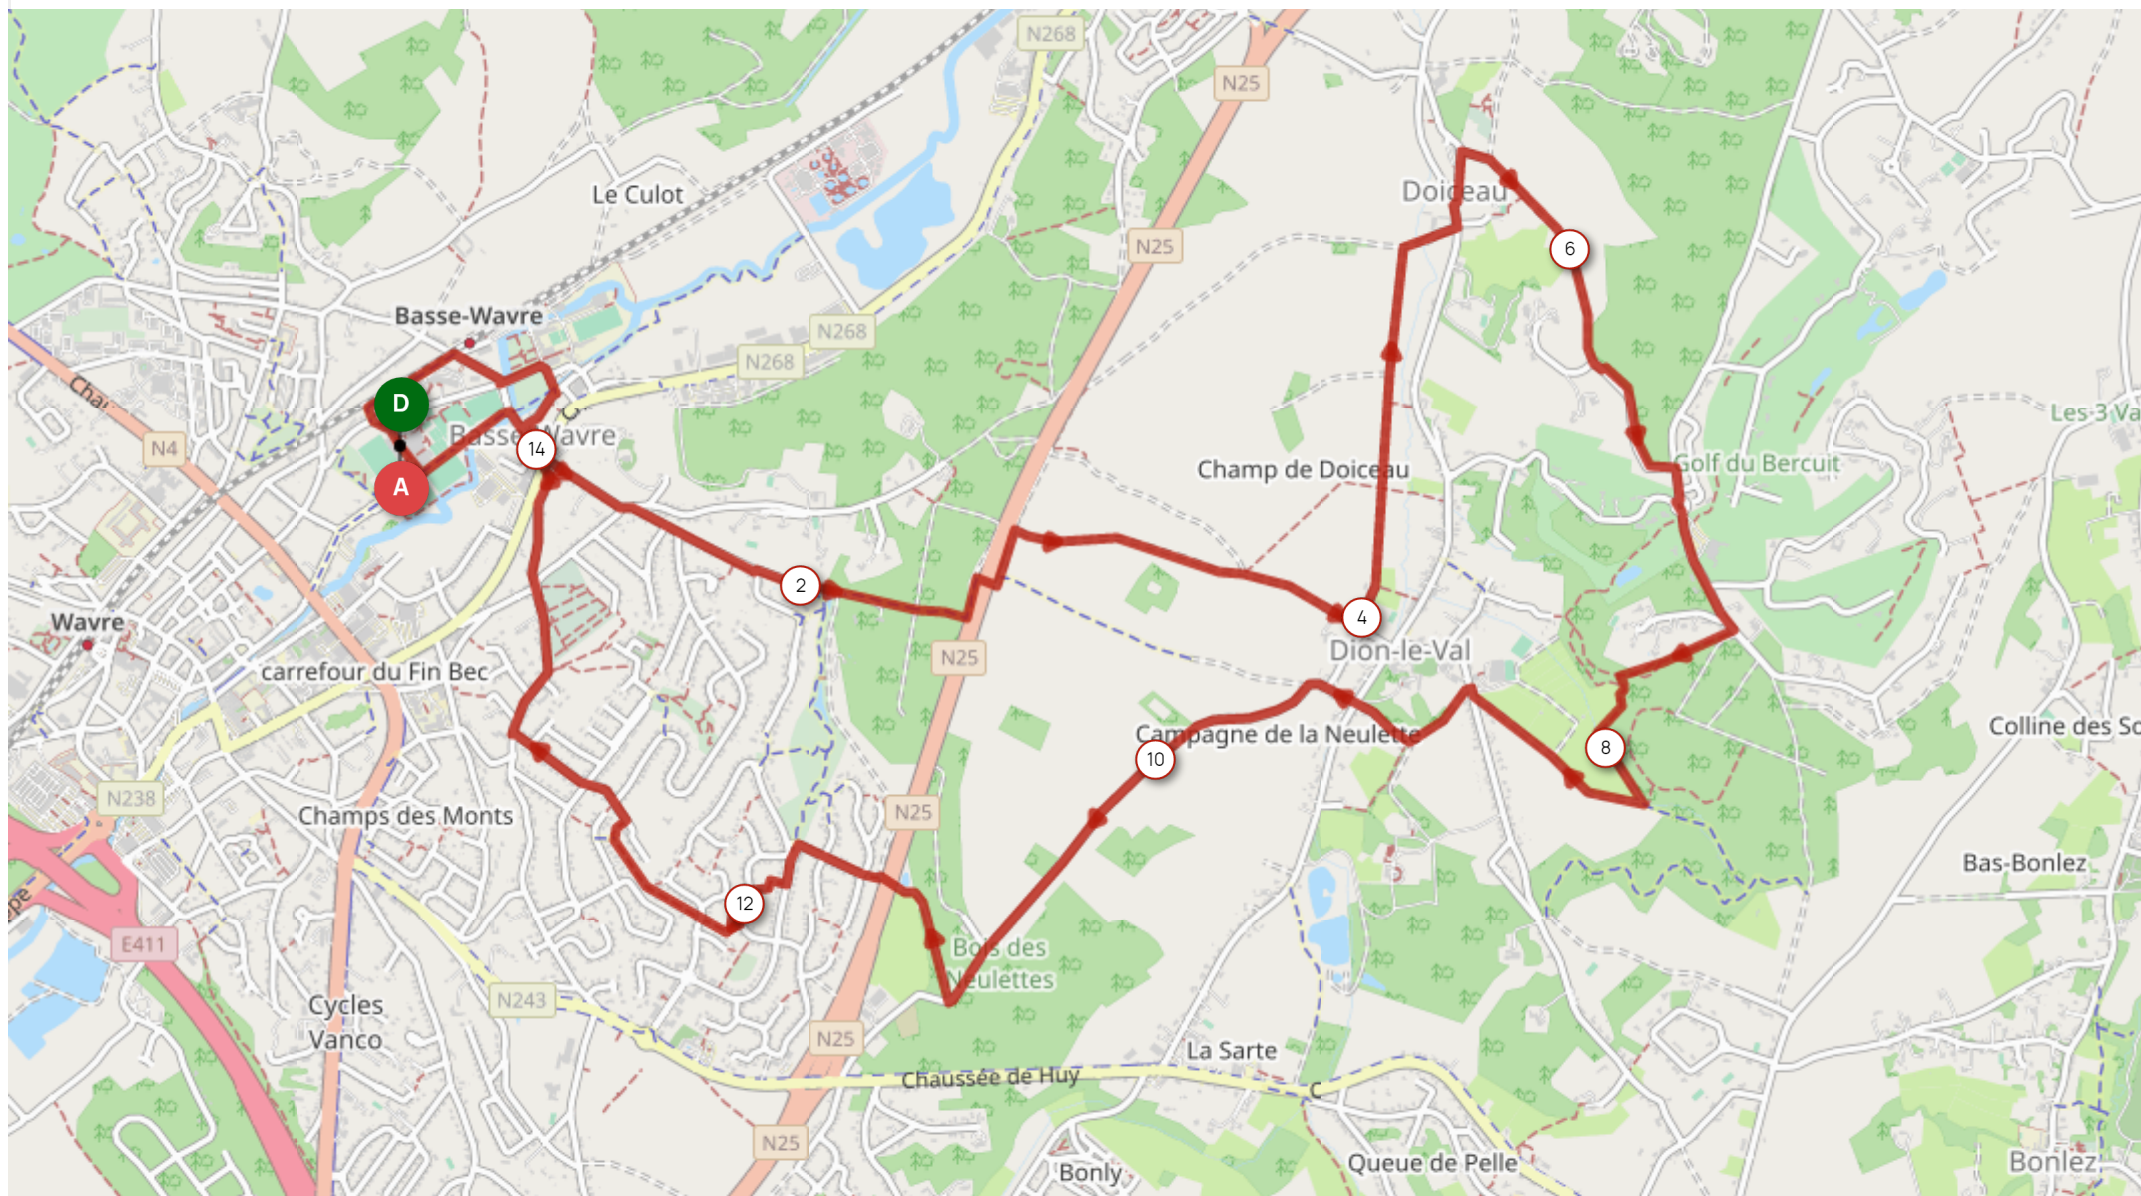 N268
N25
Le Culot
Doiceau
N25
6
Basse-Wavre
N268
N268
D
Cha
N4
Basse-Wavre
14
Les 3 Va
Champ de Doiceau
Golf du Bercuit
A
2
4
Wavre
Dion-le-Val
N25
carrefour du Fin Bec
Campagne de la Neulette
Colline des So
8
10
N238
Champs des Monts
N25
Bas-Bonlez
12
pe
E411
Bois des
Neulettes
N243
Cycles
Vanco
N25
La Sarte
Chaussée de Huy
C
N25
Queue de Pelle
Bonly
Bonlez